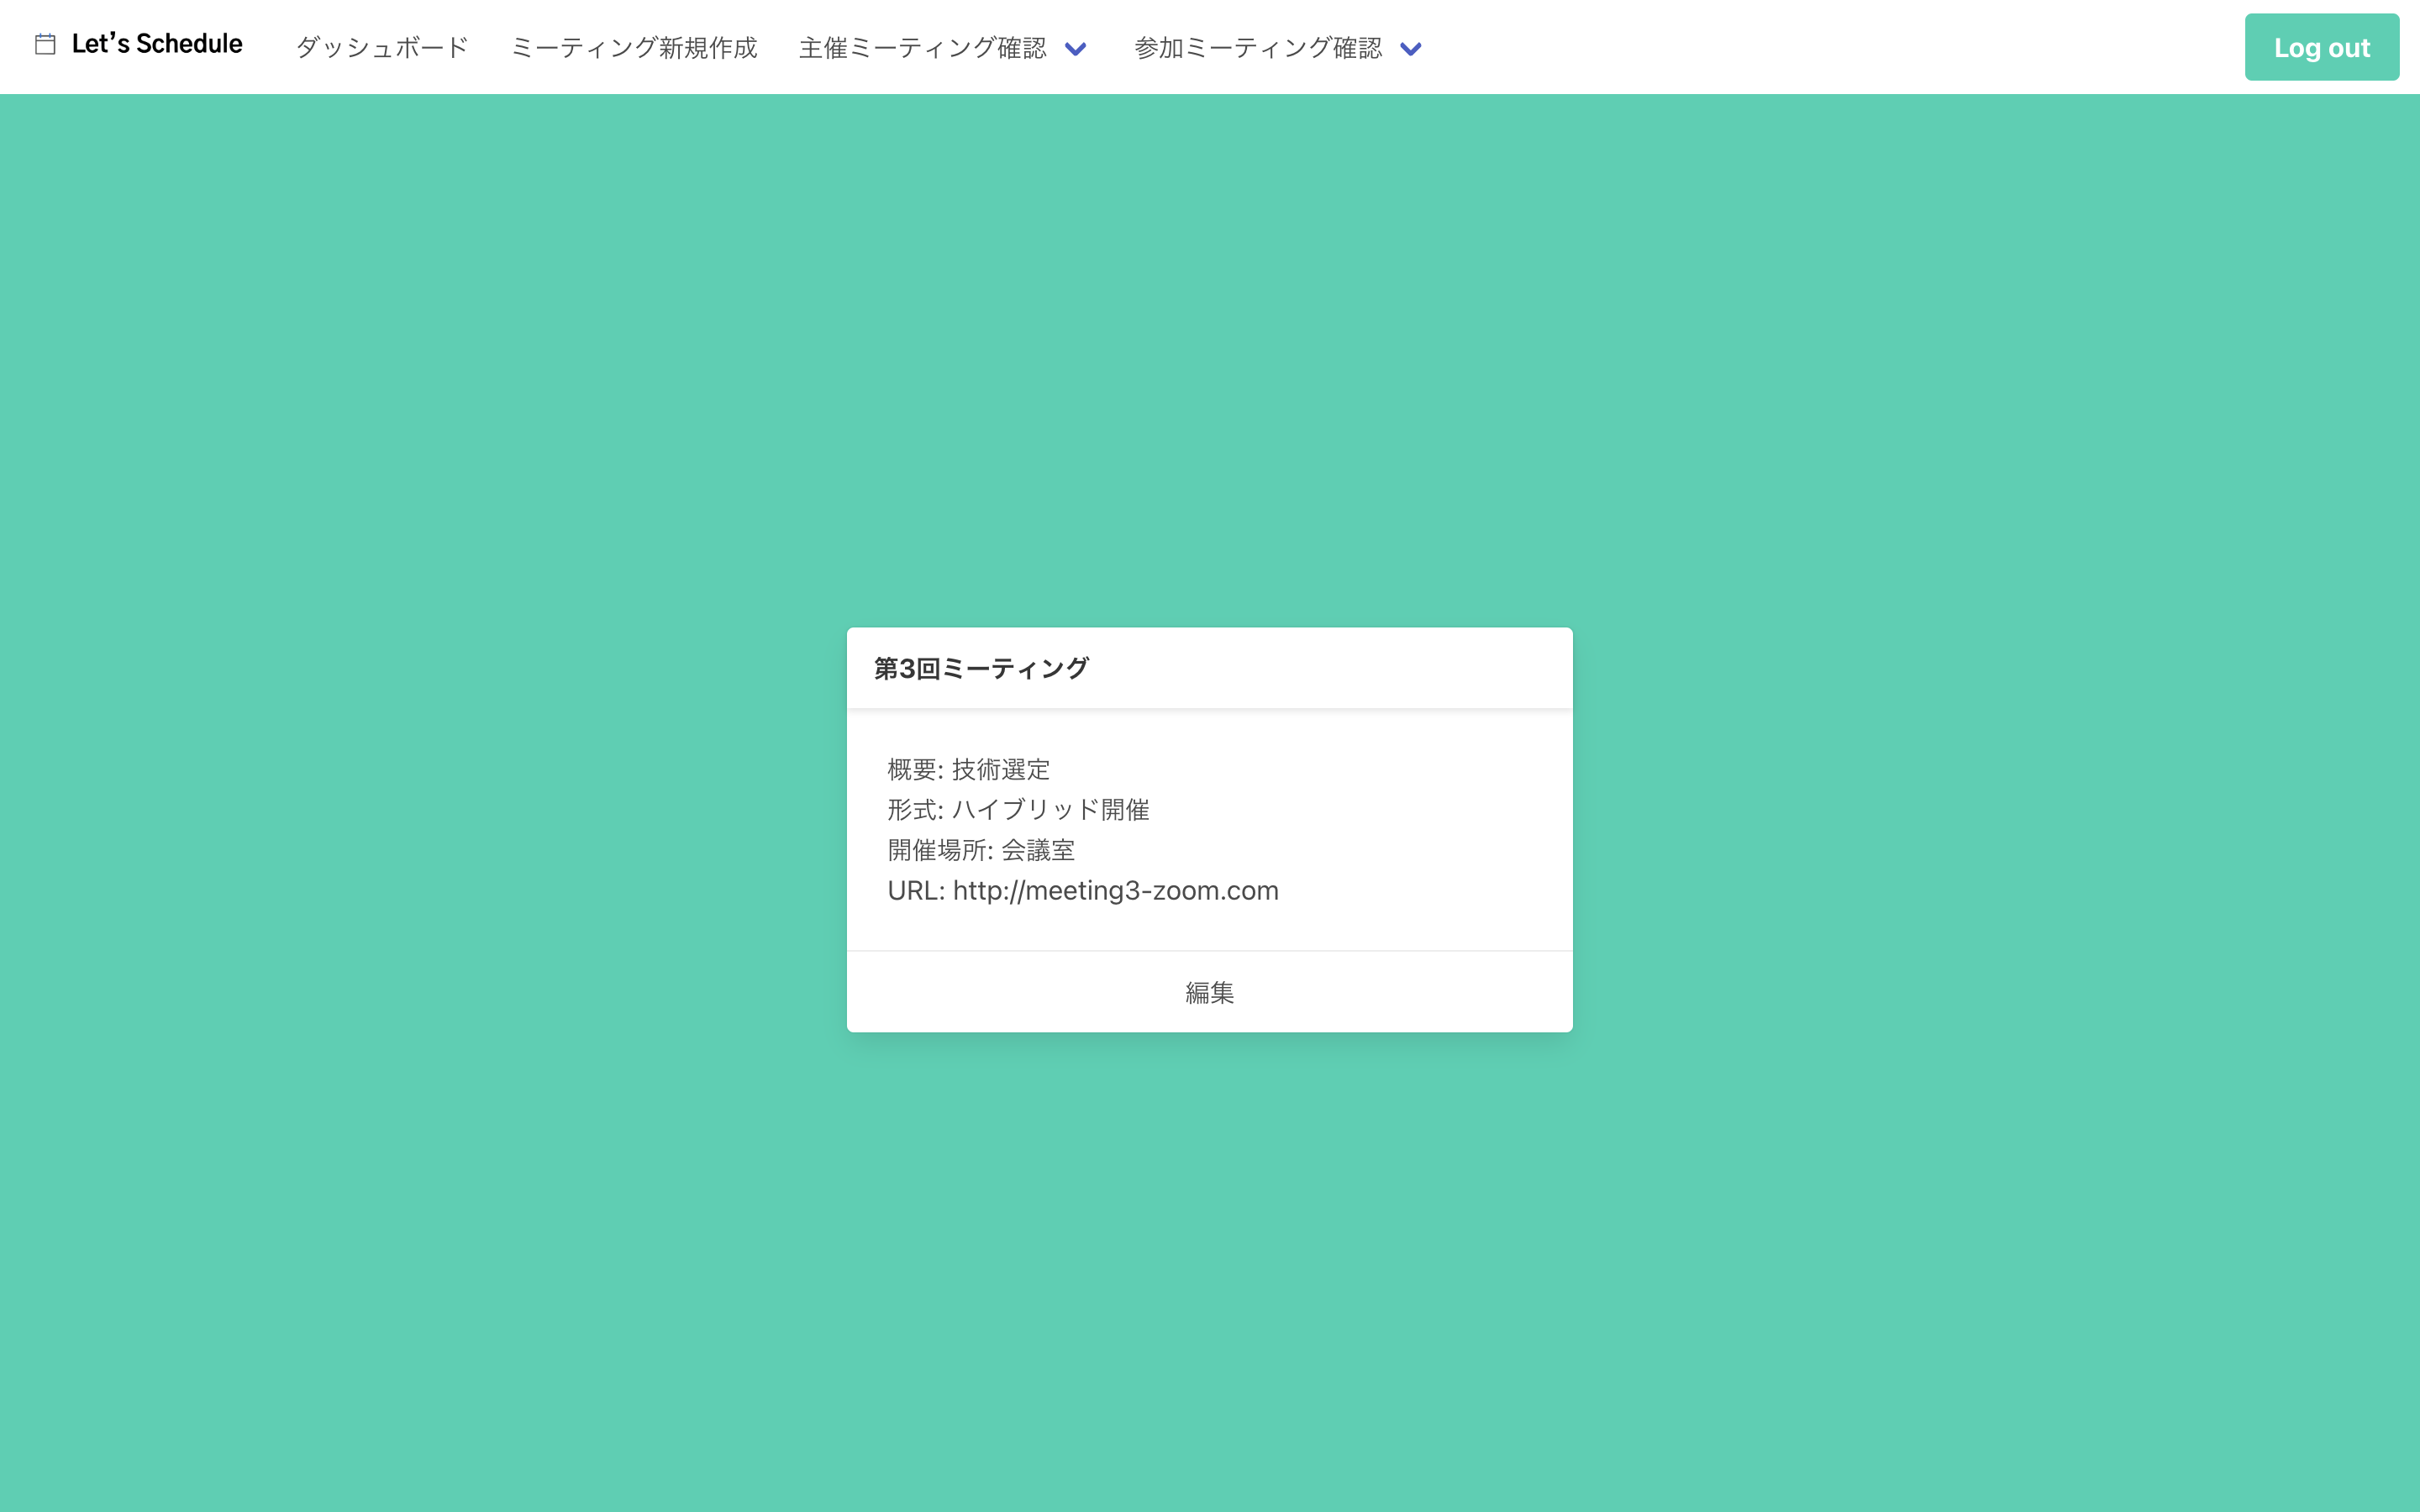 Let's Schedule ダッシュボード ミーティング新規作成 主催ミーティング確認 参加ミーティング確認 Log out
第3回ミーティング
概要: 技術選定
形式: ハイブリッド開催
開催場所: 会議室
URL: http://meeting3-zoom.com
編集